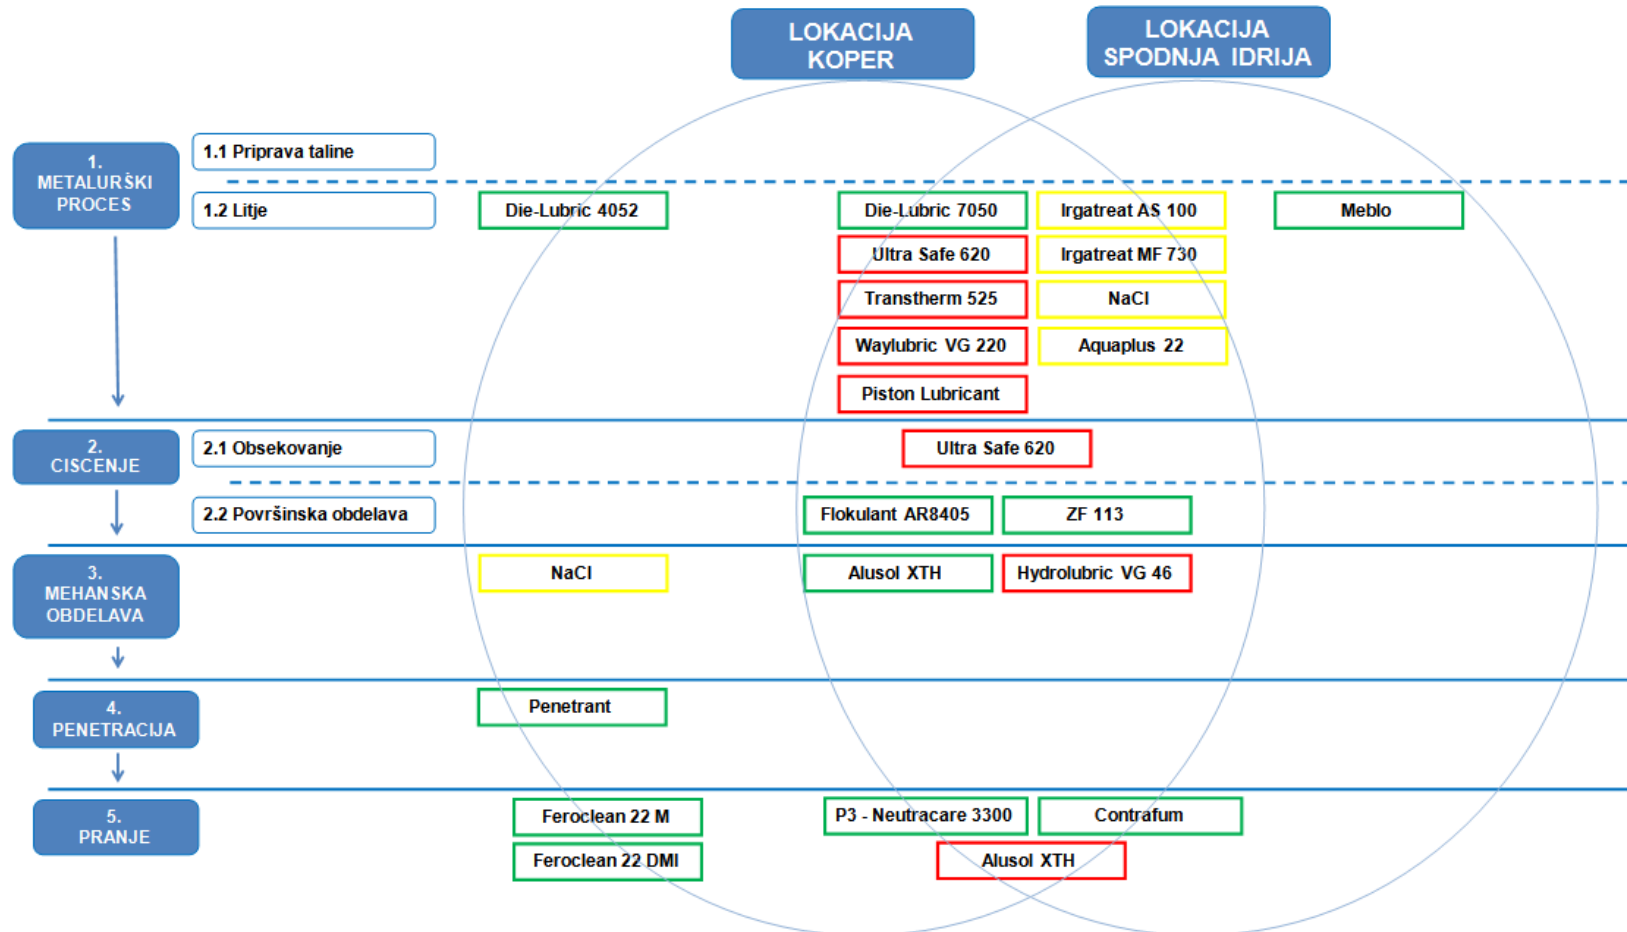 LOKACIJA
KOPER
LOKACIJA
SPODNJA IDRIJA
1.
METALURŠKI
PROCES
1.1 Priprava taline
1.2 Litje
Die-Lubric 4052
Die-Lubric 7050
Irgatreat AS 100
Meblo
Ultra Safe 620
Irgatreat MF 730
Transtherm 525
NaCl
Waylubric VG 220
Aquaplus 22
Piston Lubricant
2.
CISCENJE
2.1 Obsekovanje
Ultra Safe 620
2.2 Površinska obdelava
Flokulant AR8405
ZF 113
3.
MEHANSKA
OBDELAVA
NaCl
Alusol XTH
Hydrolubric VG 46
4.
PENETRACIJA
Penetrant
5.
PRANJE
Feroclean 22 M
P3 - Neutracare 3300
Contrafum
Feroclean 22 DMI
Alusol XTH